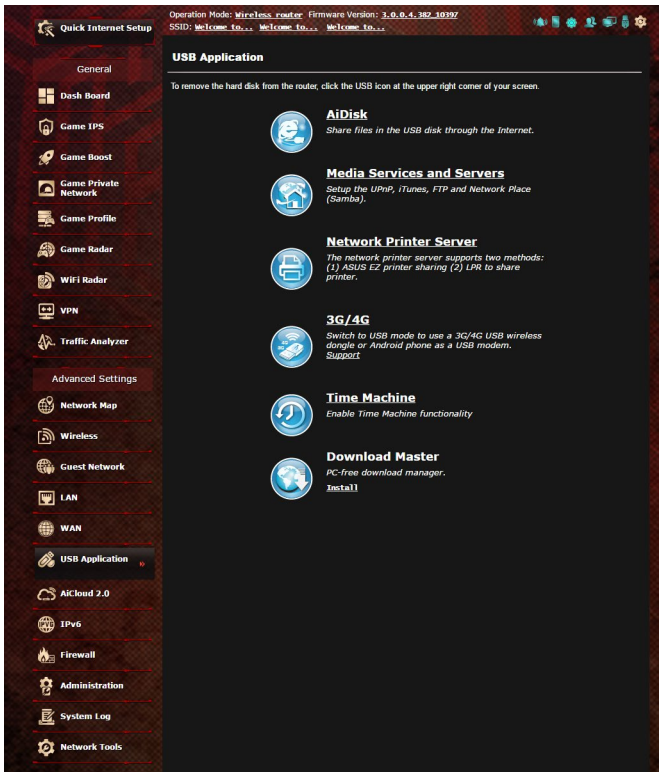 Quick Internet Setup
General
Dash Board
Game IPS
Game Boost
Game Private
Network
Game Profile
Game Radar
WiFi Radar
VPN
Traffic Analyzer
Advanced Settings
Network Map
Wireless
Guest Network
LAN
WAN
USB Application
AiCloud 2.0
IPv6
Firewall
Administration
System Log
Network Tools
Operation Mode: Wireless router Firmware Version: 3.0.0.4.382_10397
SSID: Welcome to... Welcome to... Welcome to...
USB Application
To remove the hard disk from the router, click the USB icon at the upper right corner of your screen.
AiDisk
Share files in the USB disk through the Internet.
Media Services and Servers
Setup the UPnP, iTunes, FTP and Network Place
(Samba).
Network Printer Server
The network printer server supports two methods:
(1) ASUS EZ printer sharing (2) LPR to share
printer.
3G/4G
Switch to USB mode to use a 3G/4G USB wireless
dongle or Android phone as a USB modem.
Support
Time Machine
Enable Time Machine functionality
Download Master
PC-free download manager.
Install